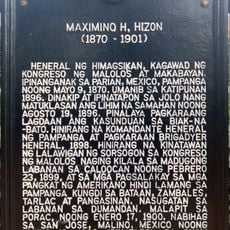 MAXIMINO H. HIZON
(1870 - 1901)
HENERAL NG HIMAGSIKAN, KAGAWAD NG
KONGRESO NG MALOLOS AT MAKABAYAN.
IPINANGANAK SA PARIAN, MEXICO, PAMPANGA
NOONG MAYO 9, 1870. UMANIB SA KATIPUNAN
1896. DINAKIP AT IPINATAPON SA JOLO NANG
MATUKLASAN ANG LIHIM NA SAMAHAN NOONG
AGOSTO 19, 1896. PINALAYA PAGKARAANG
LAGDAAN ANG KASUNDUAN SA BIAK-NA-
BATO. HINIRANG NA KOMANDANTE HENERAL
NG PAMPANGA AT PAGKARAAN BRIGADYER
HENERAL, 1898. HINIRANG NA KINATAWAN
NG LALAWIGAN NG SORSOGON SA KONGRESO
NG MALOLOS NAGING KILALA SA MADUGONG
LABANAN SA CALOOCAN NOONG PEBRERO
23, 1899, AT SA MGA PAGSALAKAY SA MGA
PANGKAT NG AMERIKANO HINDI LAMANG SA
PAMPANGA KUNGDI SA BATAAN, ZAMBALES,
TARLAC AT PANGASINAN. NASUGATAN SA
LABANAN SA DUMANDAN, MALAPIT SA
PORAC, NOONG ENERO 17, 1900. NABIHAG
SA SAN JOSE, MALINO, MEXICO NOONG